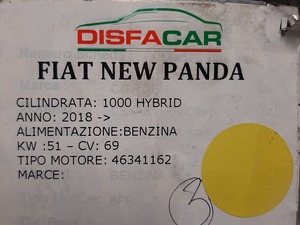 DISFACAR
FIAT NEW PANDA
CILINDRATA: 1000 HYBRID
ANNO: 2018 ->
ALIMENTAZIONE:BENZINA
KW :51 – CV: 69
TIPO MOTORE: 46341162
MARCE:
3